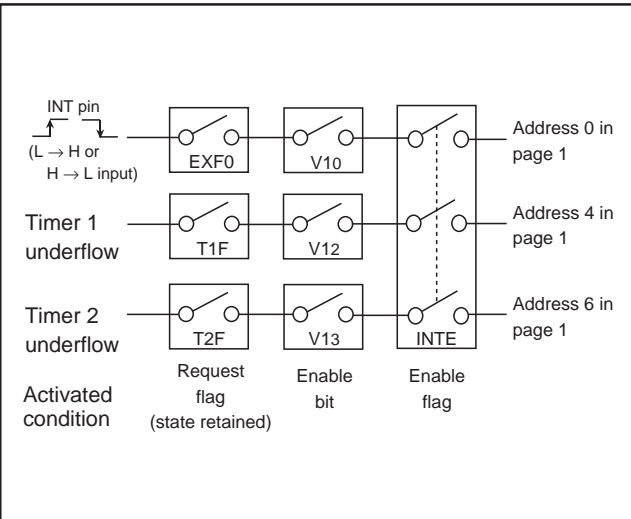 INT pin
(L → H or
H → L input)
EXF0
V10
Address 0 in
page 1
Timer 1
underflow
T1F
V12
Address 4 in
page 1
Timer 2
underflow
T2F
V13
INTE
Address 6 in
page 1
Activated
condition
Request
flag
(state retained)
Enable
bit
Enable
flag